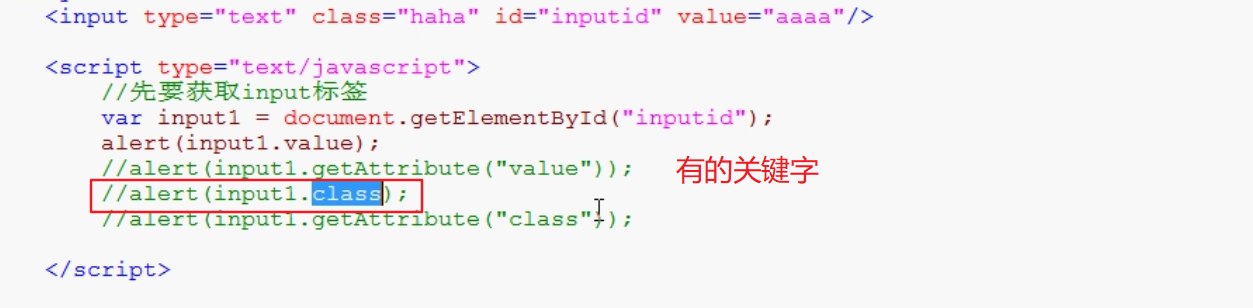 <input type="text" class="haha" id="inputid" value="aaaa"/>
<script type="text/javascript">
//先要获取input标签
var input1 = document.getElementById("inputid");
alert(input1.value);
//alert(input1.getAttribute("value"));
有的关键字
//alert(input1.class);
//alert(input1.getAttribute("class"));
</script>